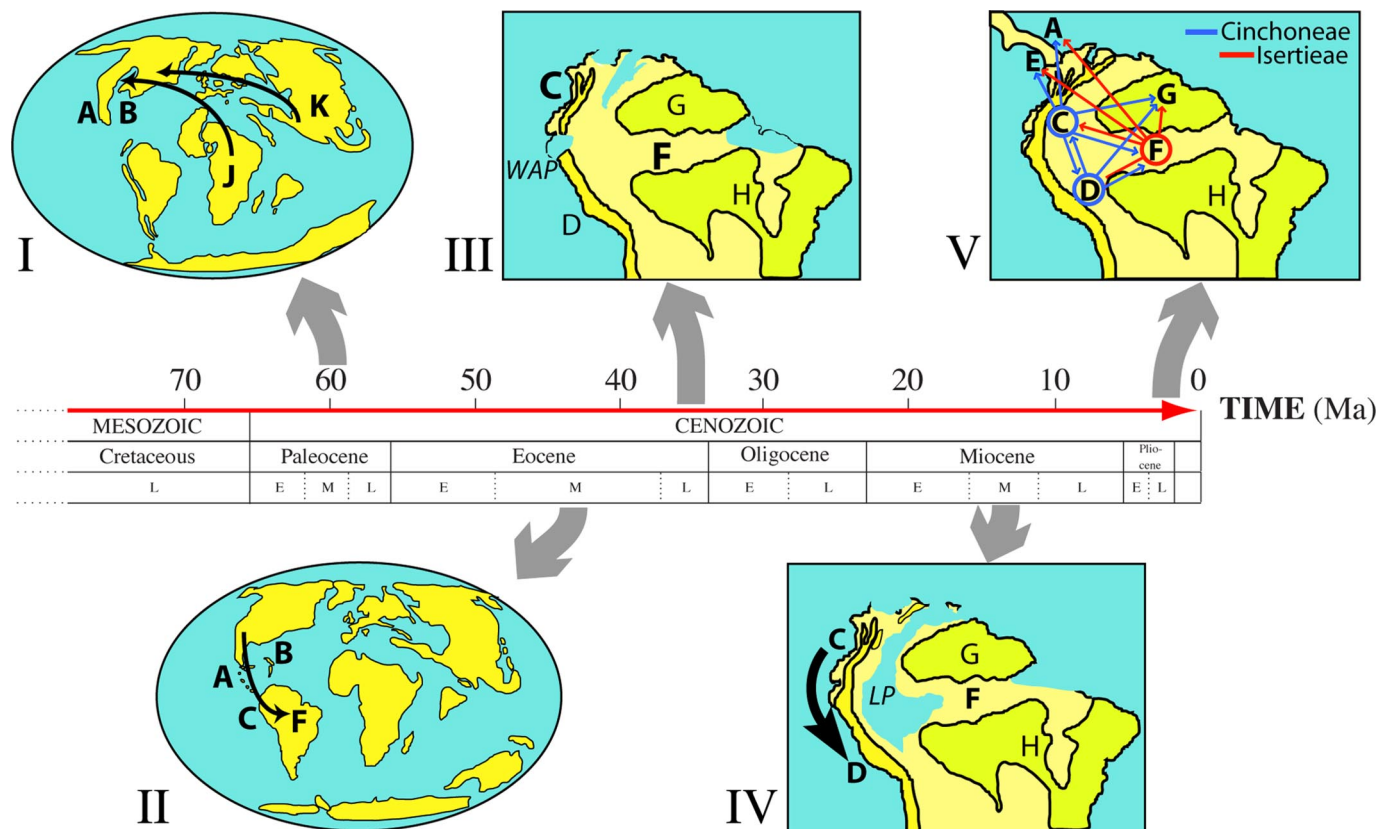 A B
K
J
I
C
G
F
WAP
H
D
III
Cinchoneae
Isertieae
A
E
G
C
F
D
H
V
70 60 50 40 30 20 10 0
TIME (Ma)
MESOZOIC CENOZOIC
Cretaceous Paleocene Eocene Oligocene Miocene Plio-
cene
L E M L E M L E L E M L E L
B
A
C F
II
C
G
LP F
H
D
IV